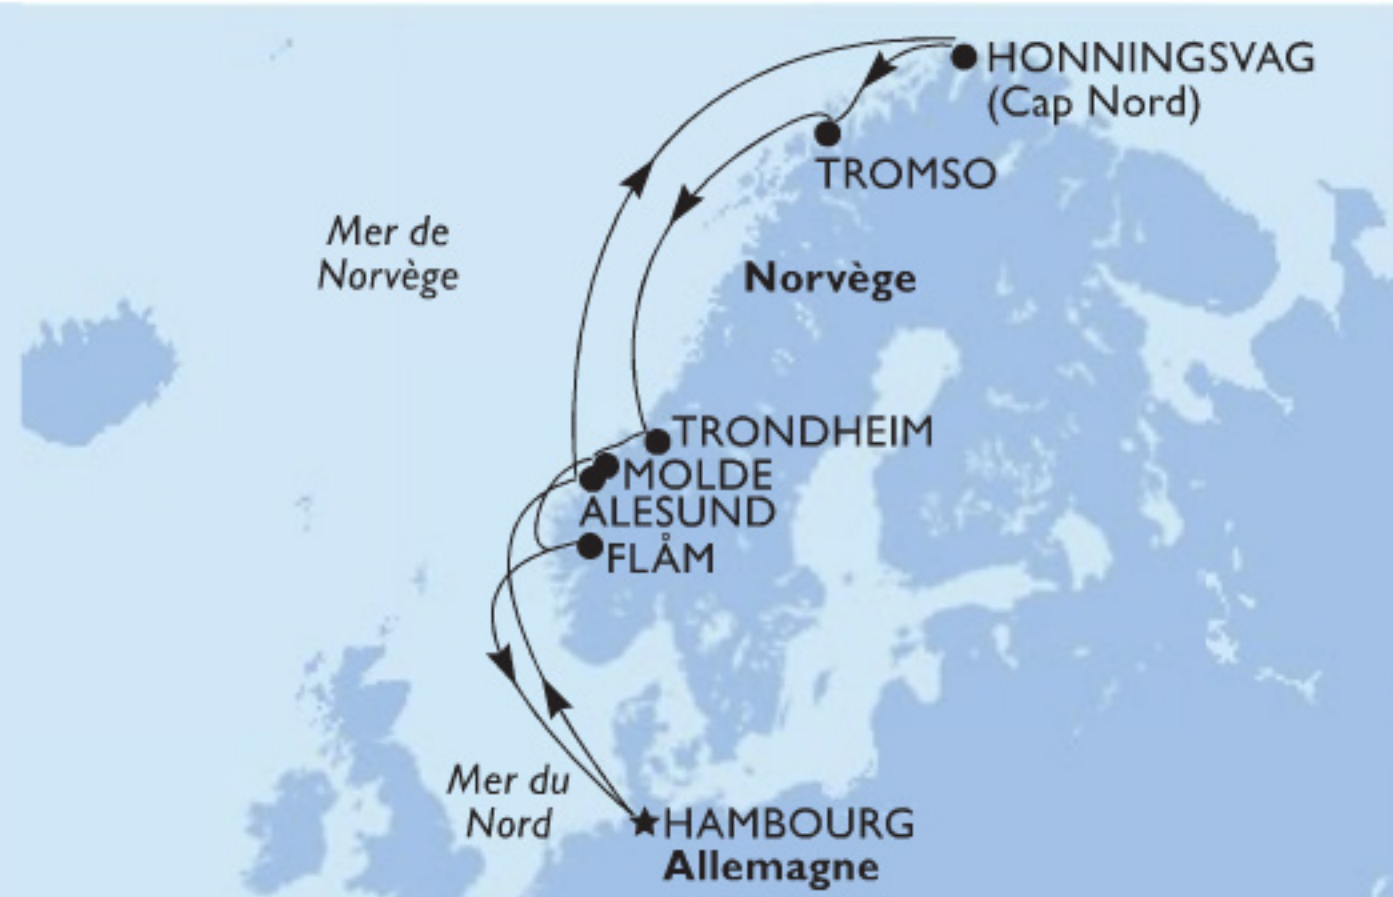 HONNINGSVAG
(Cap Nord)
TROMSO
Mer de
Norvège
Norvège
TRONDHEIM
MOLDE
ALESUND
FLÅM
Mer du
Nord
HAMBOURG
Allemagne